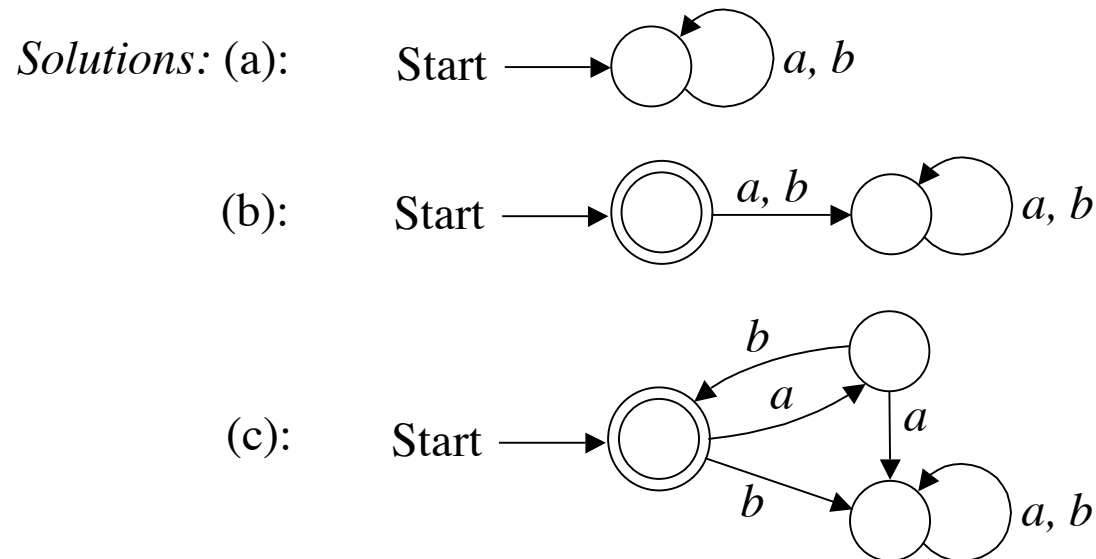 Solutions: (a): Start a, b
(b): Start a, b a, b
b
a
(c): Start a
b a, b